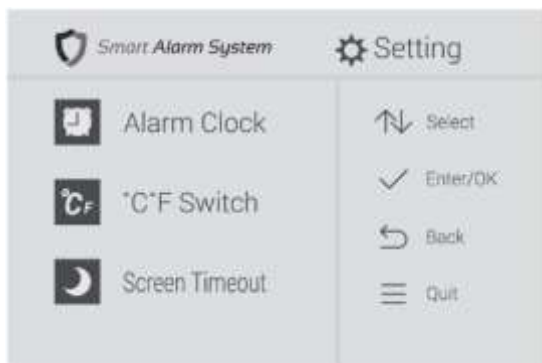 Smart Alarm System
Setting
Alarm Clock
°C°F Switch
Screen Timeout
Select
Enter/OK
Back
Quit